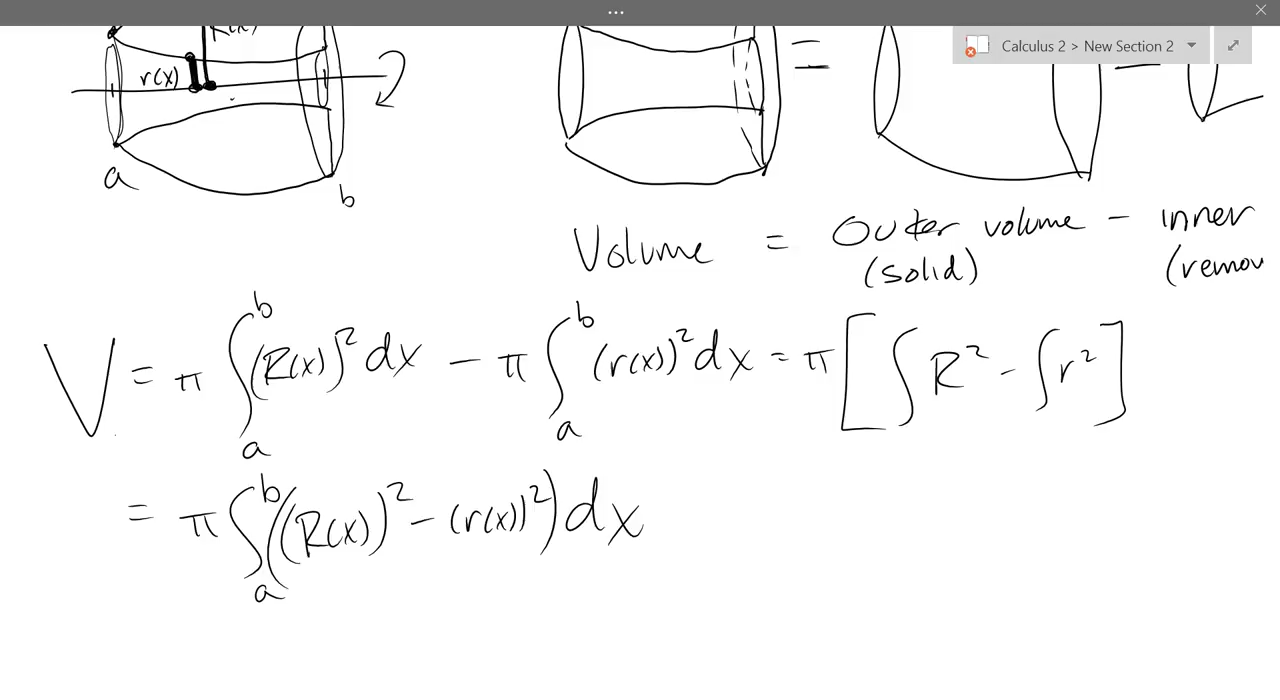 ...
Calculus 2 > New Section 2
r(x)
a
b
=
Volume = Outer volume - inner
(solid)
V = π ∫_a^b (R(x))² dx - π ∫_a^b (r(x))² dx = π [∫ R² - ∫ r²]
= π ∫_a^b ((R(x))² - (r(x))²) dx